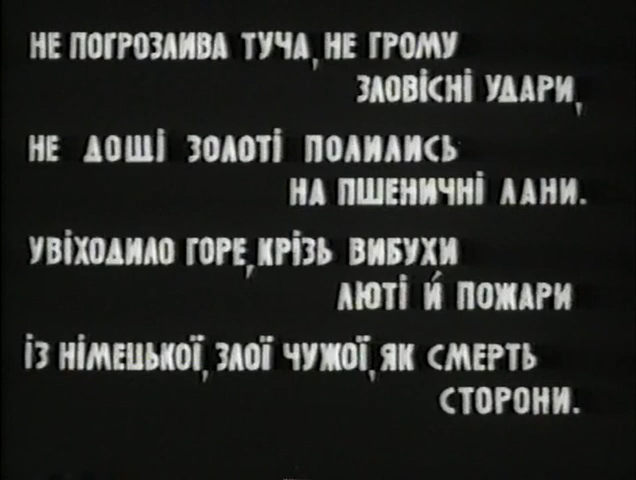 НЕ ПОГРОЗЛИВА ТУЧА, НЕ ГРОМУ
ЗЛОВІСНІ УДАРИ,
НЕ ДОЩІ ЗОЛОТІ ПОЛИЛИСЬ
НА ПШЕНИЧНІ ЛАНИ.
УВІХОДИЛО ГОРЕ, КРІЗЬ ВИБУХИ
ЛЮТІ Й ПОЖАРИ
ІЗ НІМЕЦЬКОЇ, ЗЛОЇ ЧУЖОЇ, ЯК СМЕРТЬ
СТОРОНИ.